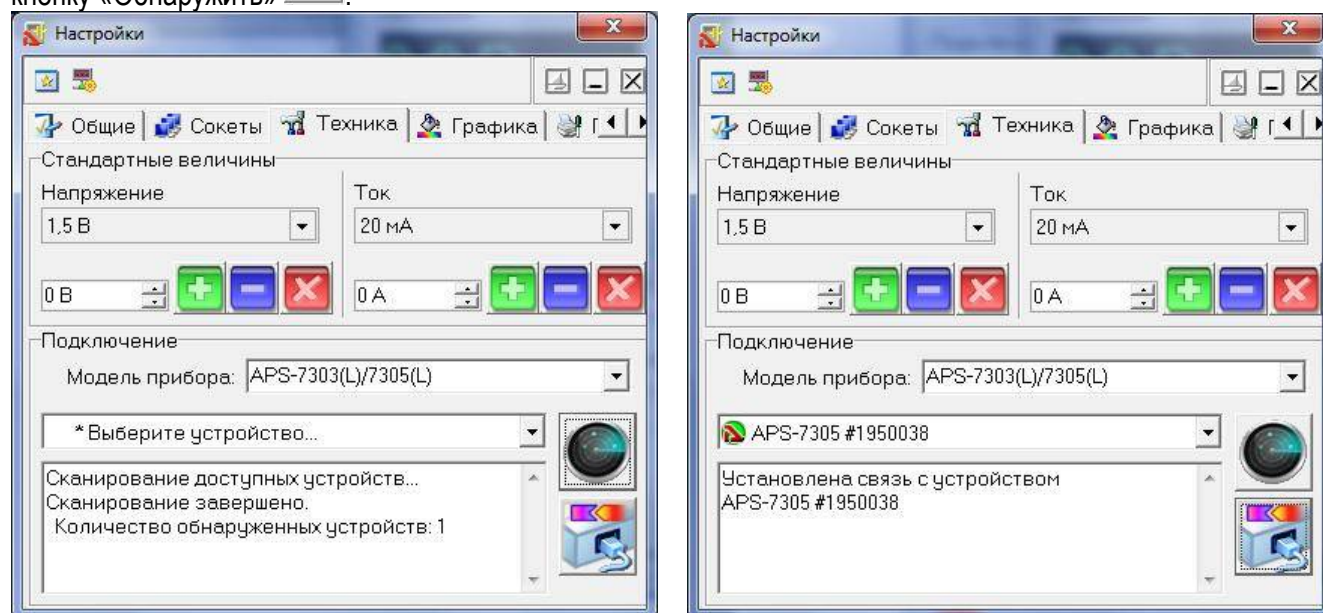 кнопку «Обнаружить» .
Настройки
Общие Сокеты Техника Графика Г
Стандартные величины
Напряжение Ток
1,5 В 20 мА
0 В 0 А
Подключение
Модель прибора: APS-7303(L)/7305(L)
* Выберите устройство...
Сканирование доступных устройств...
Сканирование завершено.
Количество обнаруженных устройств: 1
Настройки
Общие Сокеты Техника Графика Г
Стандартные величины
Напряжение Ток
1,5 В 20 мА
0 В 0 А
Подключение
Модель прибора: APS-7303(L)/7305(L)
APS-7305 #1950038
Установлена связь с устройством
APS-7305 #1950038